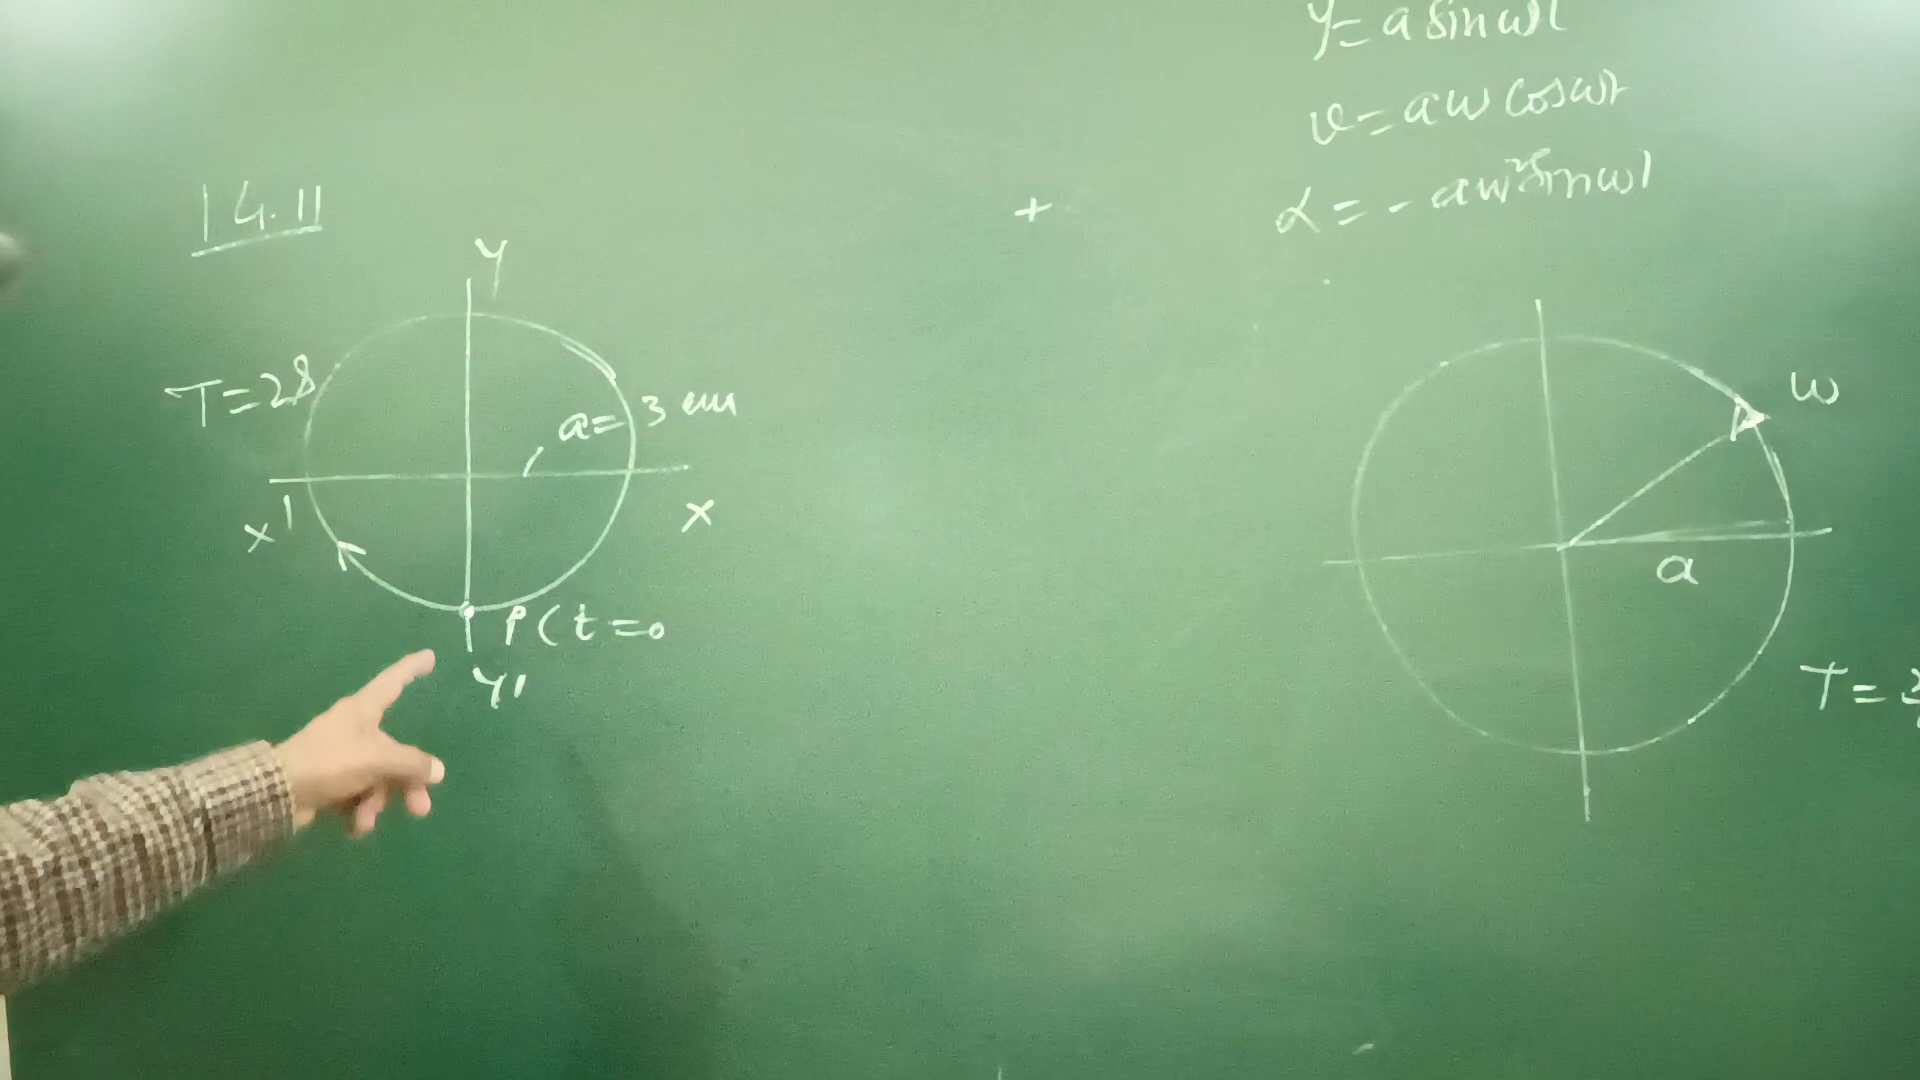 y = a sin ωt
v = aω cos ωt
α = - aω² sin ωt
14.11
+
Y
T = 2s
a = 3 cm
ω
X'
X
a
P (t = 0
Y'
T =